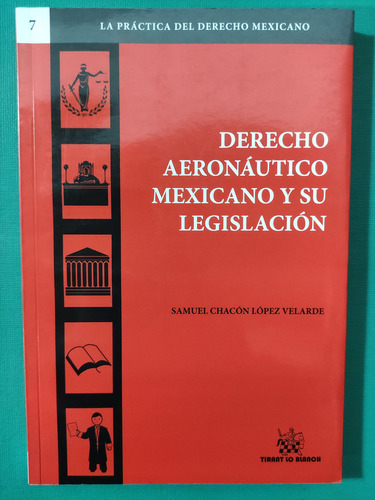 7
LA PRÁCTICA DEL DERECHO MEXICANO
DERECHO
AERONÁUTICO
MEXICANO Y SU
LEGISLACIÓN
SAMUEL CHACÓN LÓPEZ VELARDE
TIRANT LO BLANCH